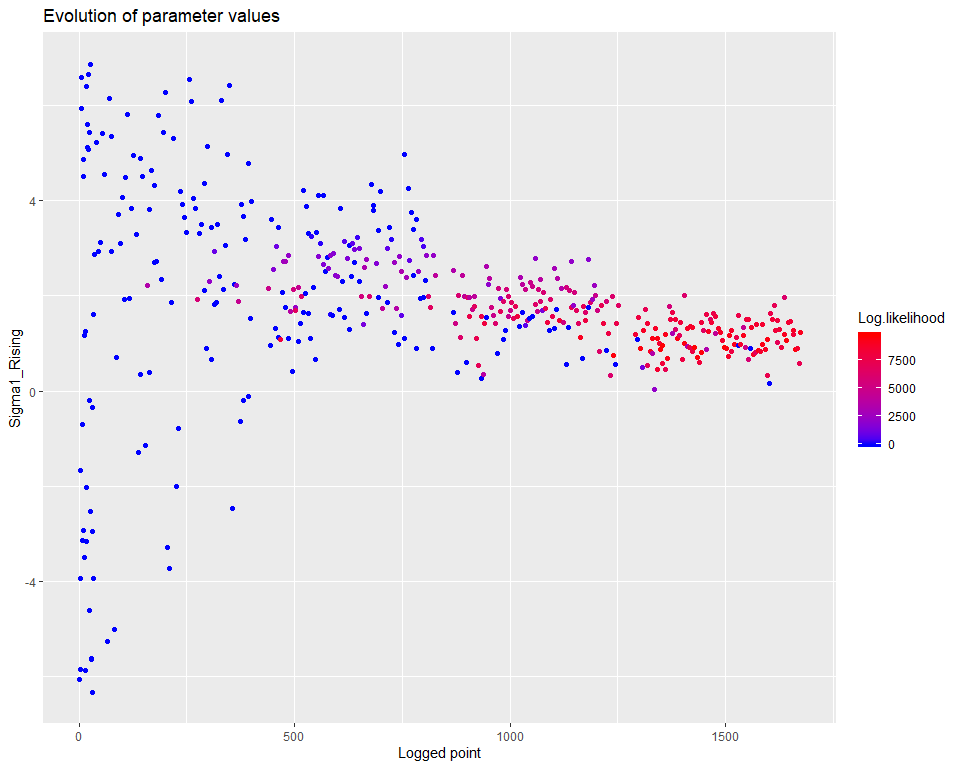 Evolution of parameter values
Sigma1_Rising
4
0
-4
0
500
1000
1500
Logged point
Log.likelihood
7500
5000
2500
0